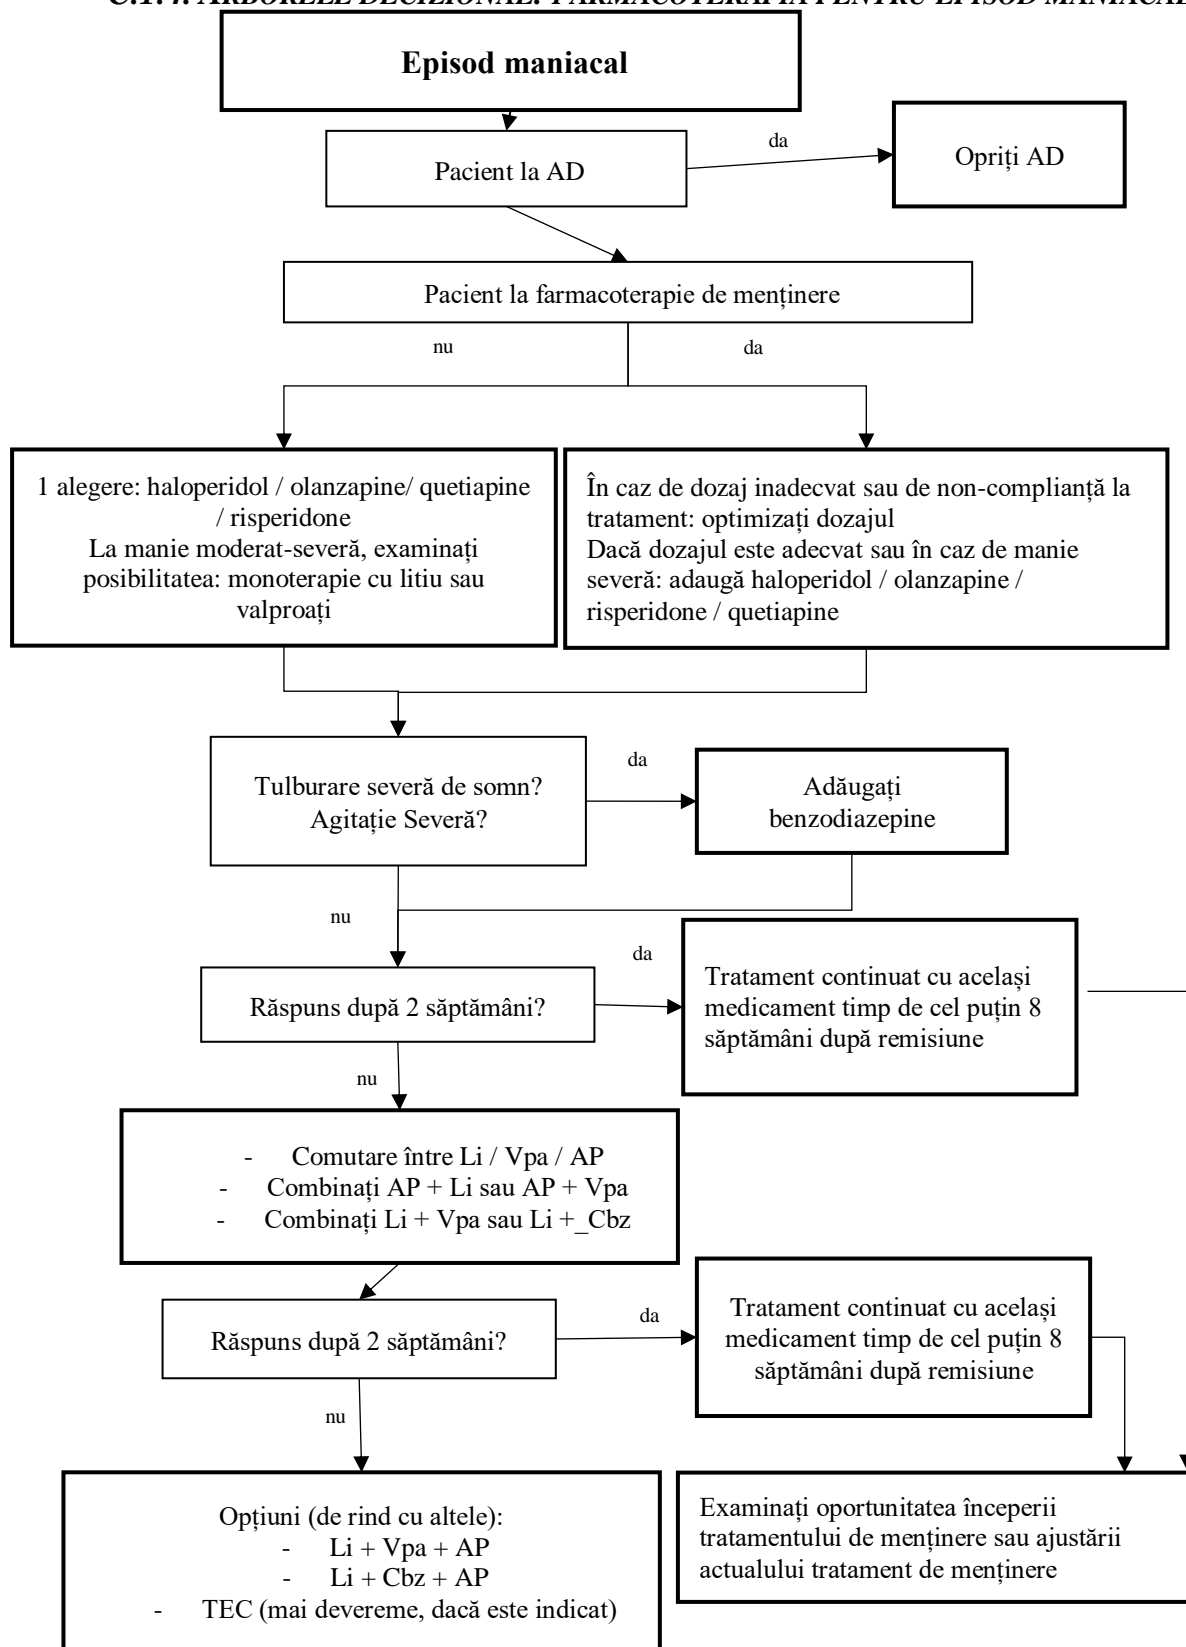 C.1. 4. ARBORELE DECIZIONAL: FARMACOTERAPIA PENTRU EPISOD MANIACAL
Episod maniacal
Pacient la AD
da
Opriți AD
Pacient la farmacoterapie de menținere
nu
da
1 alegere: haloperidol / olanzapine/ quetiapine
/ risperidone
La manie moderat-severă, examinați
posibilitatea: monoterapie cu litiu sau
valproați
În caz de dozaj inadecvat sau de non-complianță la
tratament: optimizați dozajul
Dacă dozajul este adecvat sau în caz de manie
severă: adaugă haloperidol / olanzapine /
risperidone / quetiapine
Tulburare severă de somn?
Agitație Severă?
da
Adăugați
benzodiazepine
nu
Răspuns după 2 săptămâni?
da
Tratament continuat cu același
medicament timp de cel puțin 8
săptămâni după remisiune
nu
- Comutare între Li / Vpa / AP
- Combinați AP + Li sau AP + Vpa
- Combinați Li + Vpa sau Li +_Cbz
Răspuns după 2 săptămâni?
da
Tratament continuat cu același
medicament timp de cel puțin 8
săptămâni după remisiune
nu
Opțiuni (de rind cu altele):
- Li + Vpa + AP
- Li + Cbz + AP
- TEC (mai devereme, dacă este indicat)
Examinați oportunitatea începerii
tratamentului de menținere sau ajustării
actualului tratament de menținere